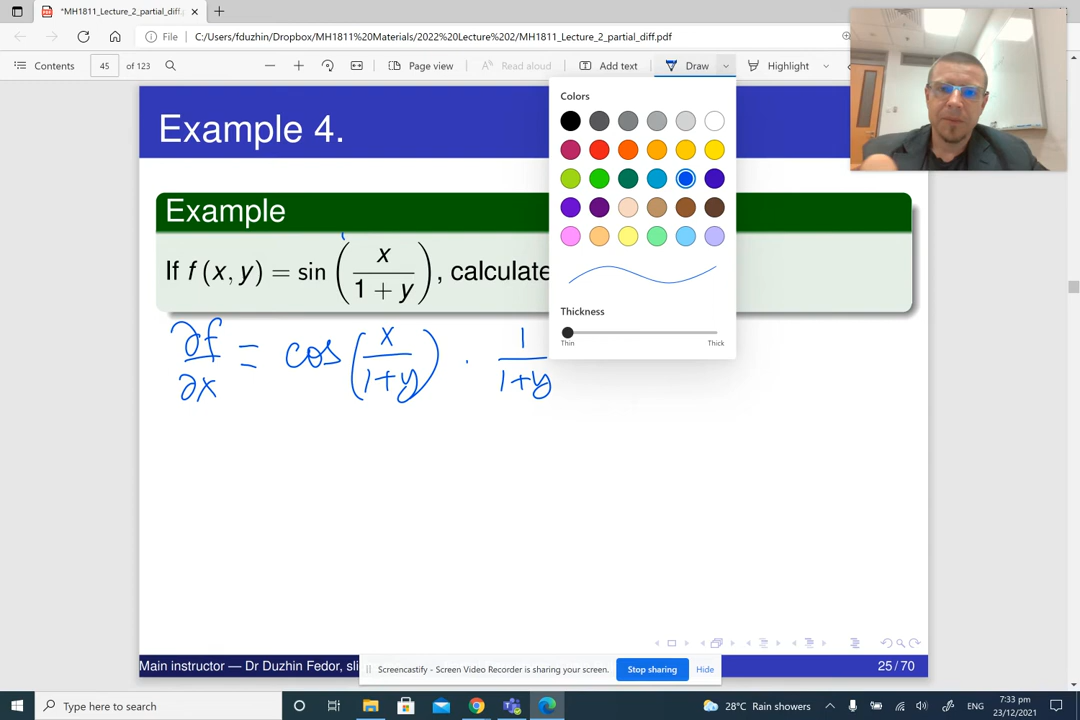 *MH1811_Lecture_2_partial_diff.p
File
C:/Users/fduzhin/Dropbox/MH1811%20Materials/2022%20Lecture%202/MH1811_Lecture_2_partial_diff.pdf
Contents
45
of 123
Page view
Read aloud
Add text
Draw
Highlight
Example 4.
Example
If f(x, y) = sin (x / 1 + y), calculate
∂f/∂x = cos(x/1+y) · 1/1+y
Colors
Thickness
Thin
Thick
Main instructor — Dr Duzhin Fedor, sli
25 / 70
Screencastify - Screen Video Recorder is sharing your screen.
Stop sharing
Hide
Type here to search
28°C Rain showers
ENG
7:33 pm
23/12/2021